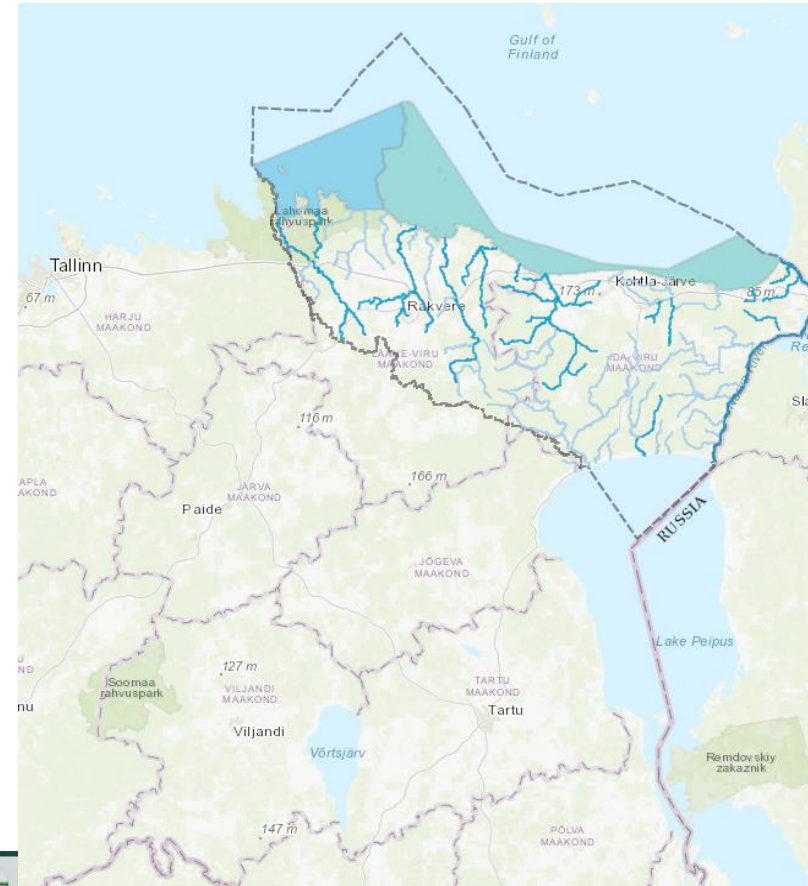 Gulf of
Finland
Lahemaa
rahvuspark
Tallinn
67 m
HARJU
MAAKOND
Kohtla-Järve
173 m
85 m
Rakvere
LÄÄNE-VIRU
MAAKOND
IDA-VIRU
MAAKOND
116 m
166 m
JÄRVA
MAAKOND
Paide
RUSSIA
JÕGEVA
MAAKOND
Lake Peipus
Soomaa
rahvuspark
127 m
VILJANDI
MAAKOND
Viljandi
TARTU
MAAKOND
Tartu
Võrtsjärv
Remdovskiy
zakaznik
147 m
PÕLVA
MAAKOND